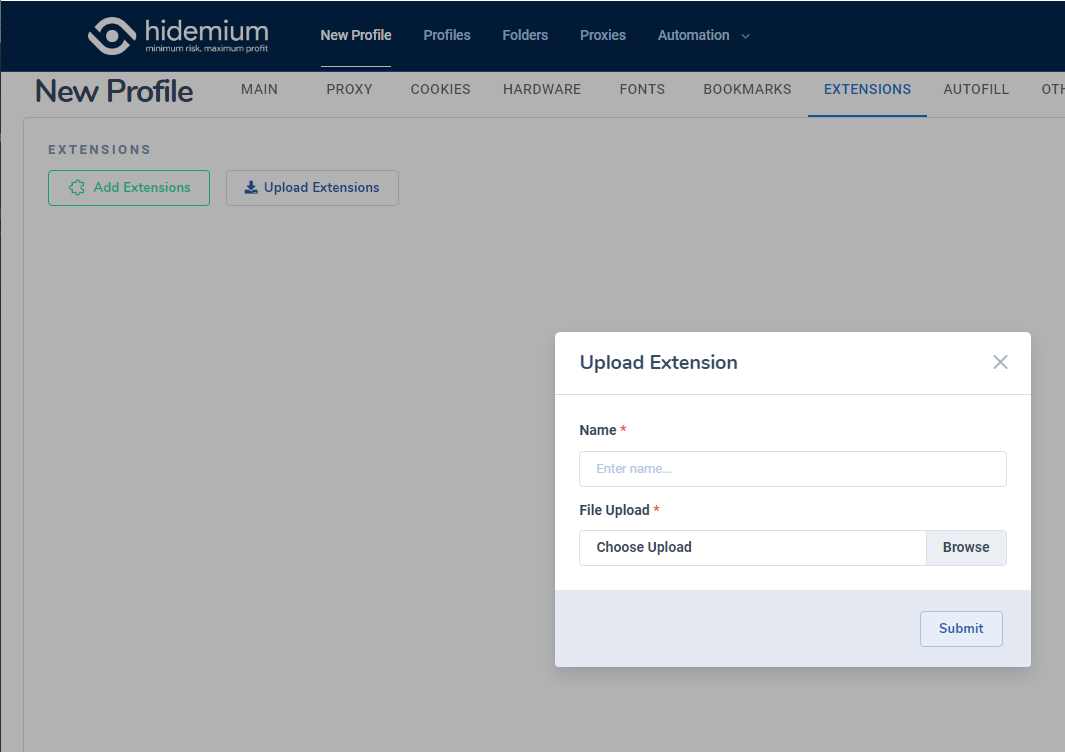 hidemium
minimum risk, maximum profit
New Profile Profiles Folders Proxies Automation
New Profile MAIN PROXY COOKIES HARDWARE FONTS BOOKMARKS EXTENSIONS AUTOFILL OTH
EXTENSIONS
Add Extensions Upload Extensions
Upload Extension
Name *
Enter name...
File Upload *
Choose Upload Browse
Submit